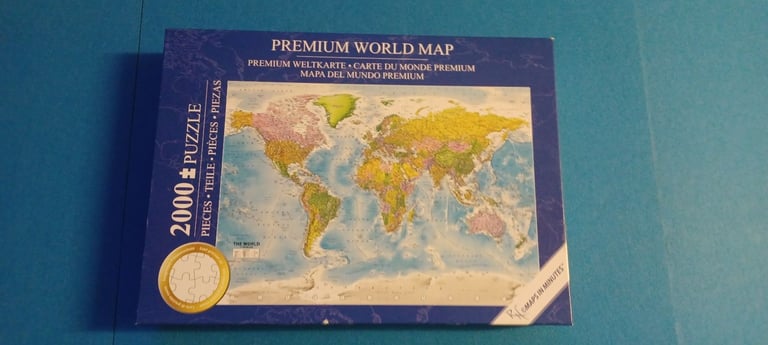 PREMIUM WORLD MAP
PREMIUM WELTKARTE • CARTE DU MONDE PREMIUM
MAPA DEL MUNDO PREMIUM
2000 PUZZLE
PIECES • TEILE • PIÈCES • PIEZAS
THE WORLD
©MAPS IN MINUTES